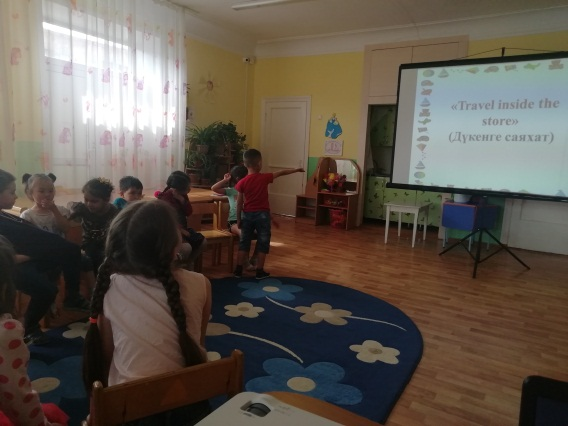 «Travel inside the
store»
(Дүкенге саяхат)